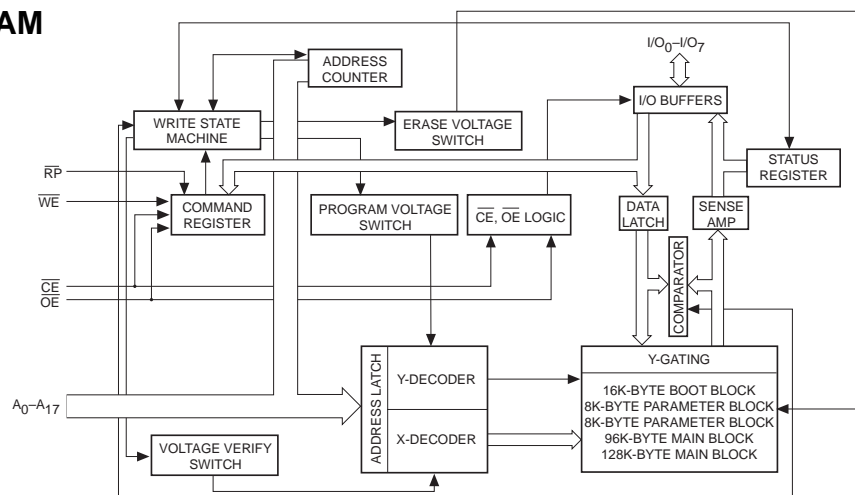 AM
I/O0–I/O7
ADDRESS
COUNTER
I/O BUFFERS
WRITE STATE
MACHINE
ERASE VOLTAGE
SWITCH
STATUS
REGISTER
RP
WE
COMMAND
REGISTER
PROGRAM VOLTAGE
SWITCH
CE, OE LOGIC
DATA
LATCH
SENSE
AMP
COMPARATOR
CE
OE
Y-GATING
ADDRESS LATCH
Y-DECODER
16K-BYTE BOOT BLOCK
8K-BYTE PARAMETER BLOCK
8K-BYTE PARAMETER BLOCK
96K-BYTE MAIN BLOCK
128K-BYTE MAIN BLOCK
A0–A17
X-DECODER
VOLTAGE VERIFY
SWITCH